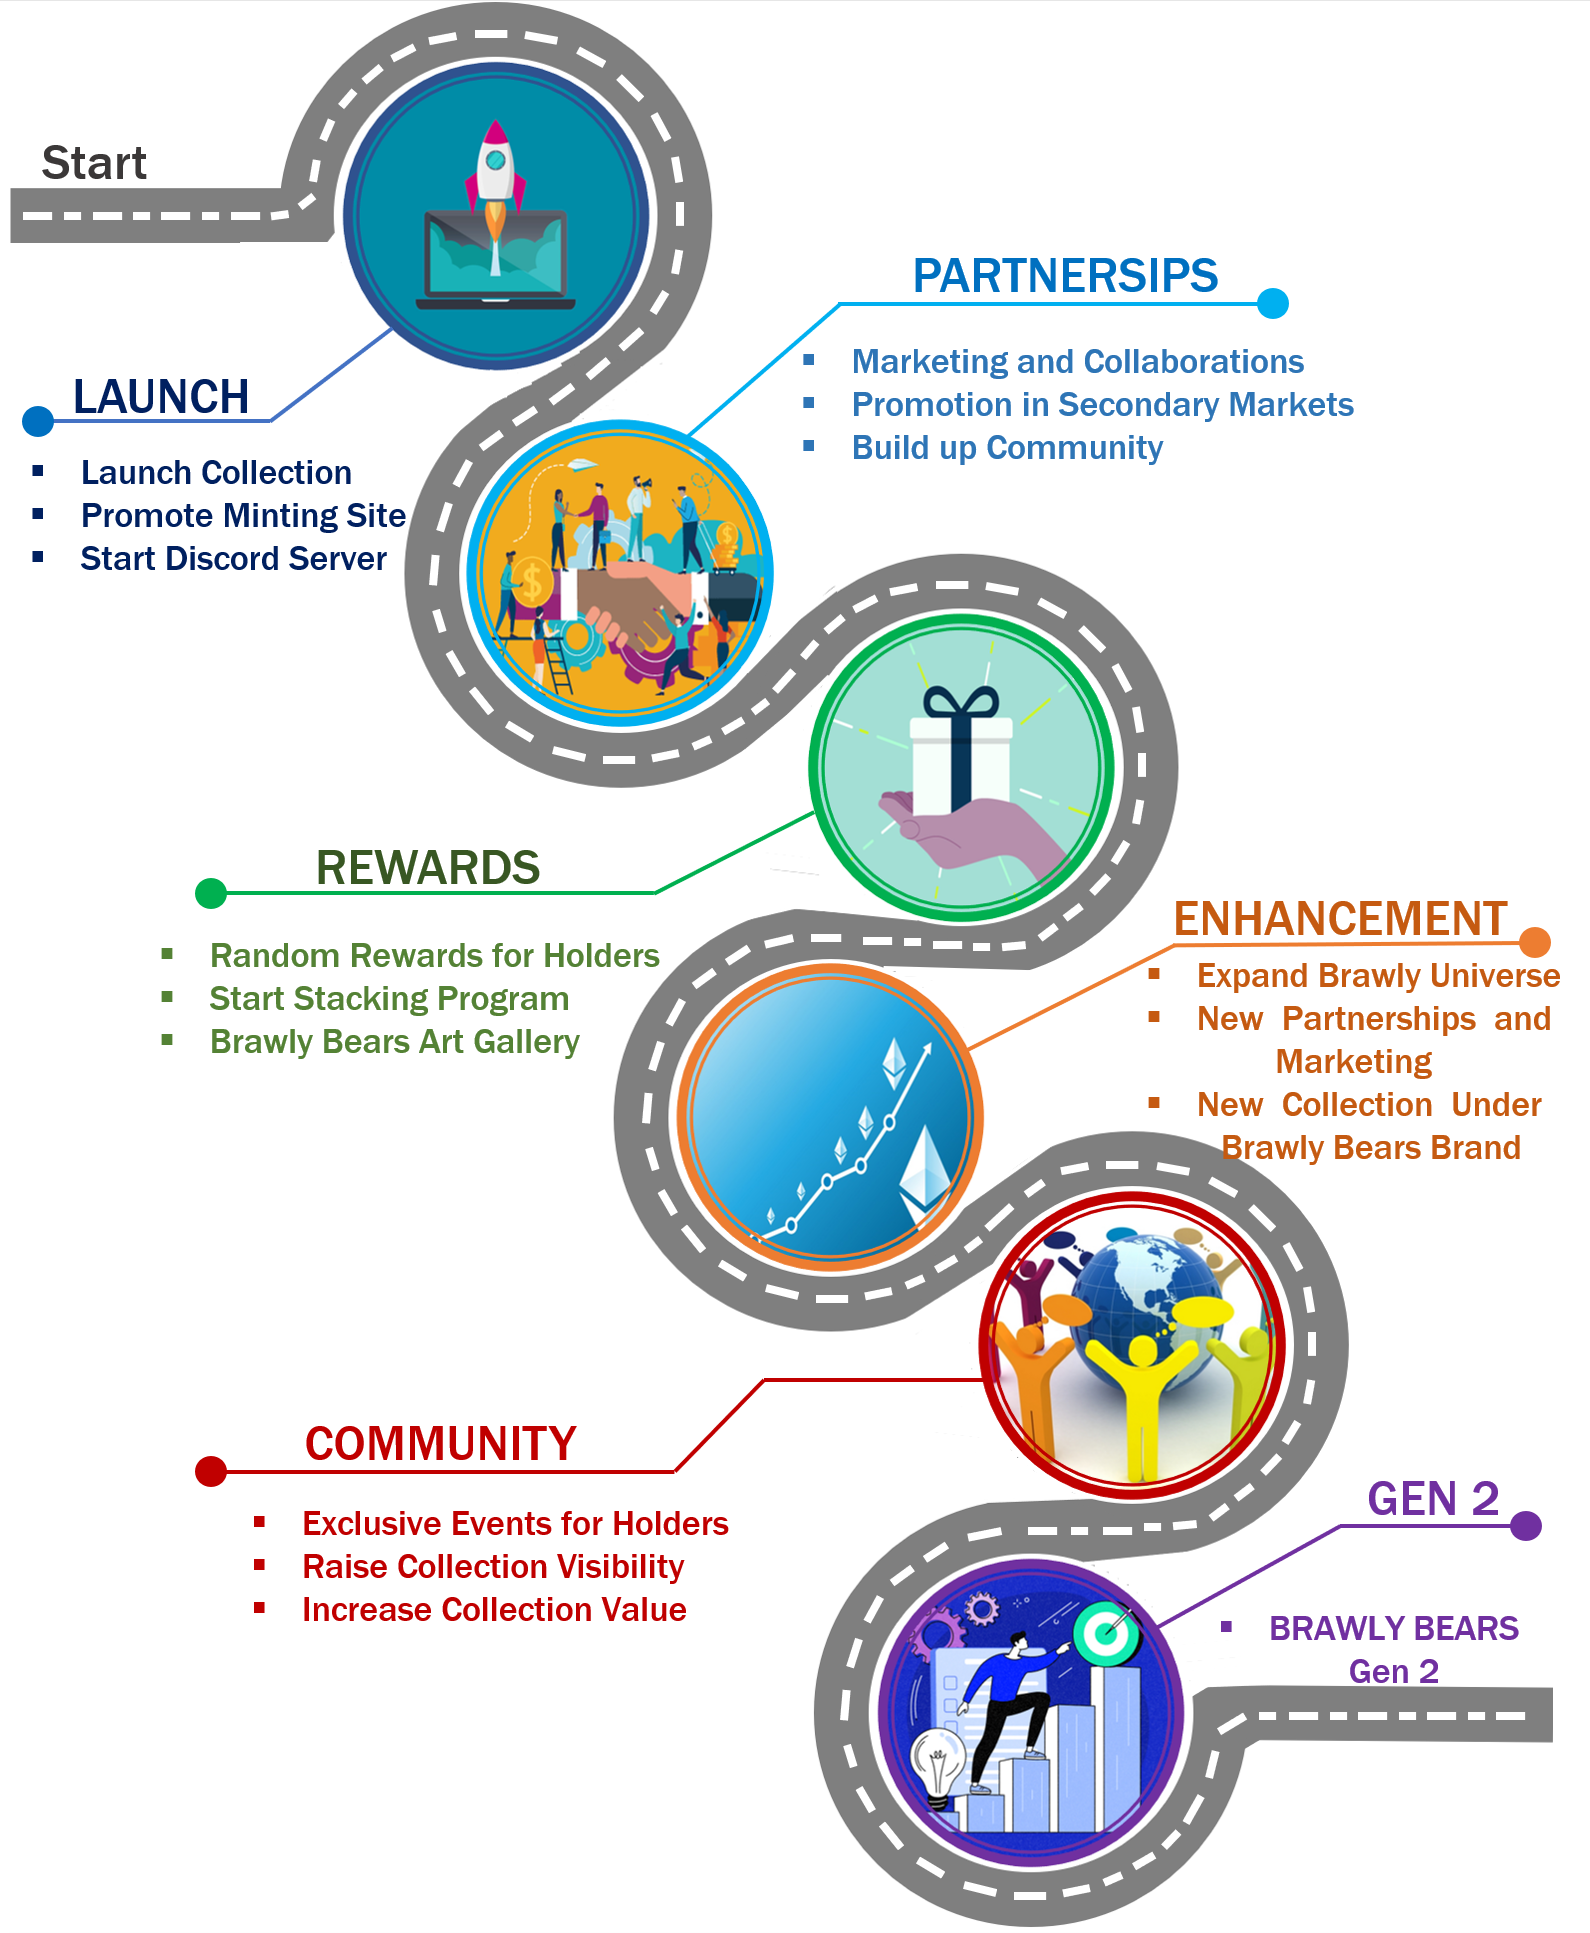 Start
LAUNCH
▪ Launch Collection
▪ Promote Minting Site
▪ Start Discord Server
PARTNERSIPS
▪ Marketing and Collaborations
▪ Promotion in Secondary Markets
▪ Build up Community
REWARDS
▪ Random Rewards for Holders
▪ Start Stacking Program
▪ Brawly Bears Art Gallery
ENHANCEMENT
▪ Expand Brawly Universe
▪ New Partnerships and
Marketing
▪ New Collection Under
Brawly Bears Brand
COMMUNITY
▪ Exclusive Events for Holders
▪ Raise Collection Visibility
▪ Increase Collection Value
GEN 2
▪ BRAWLY BEARS
Gen 2